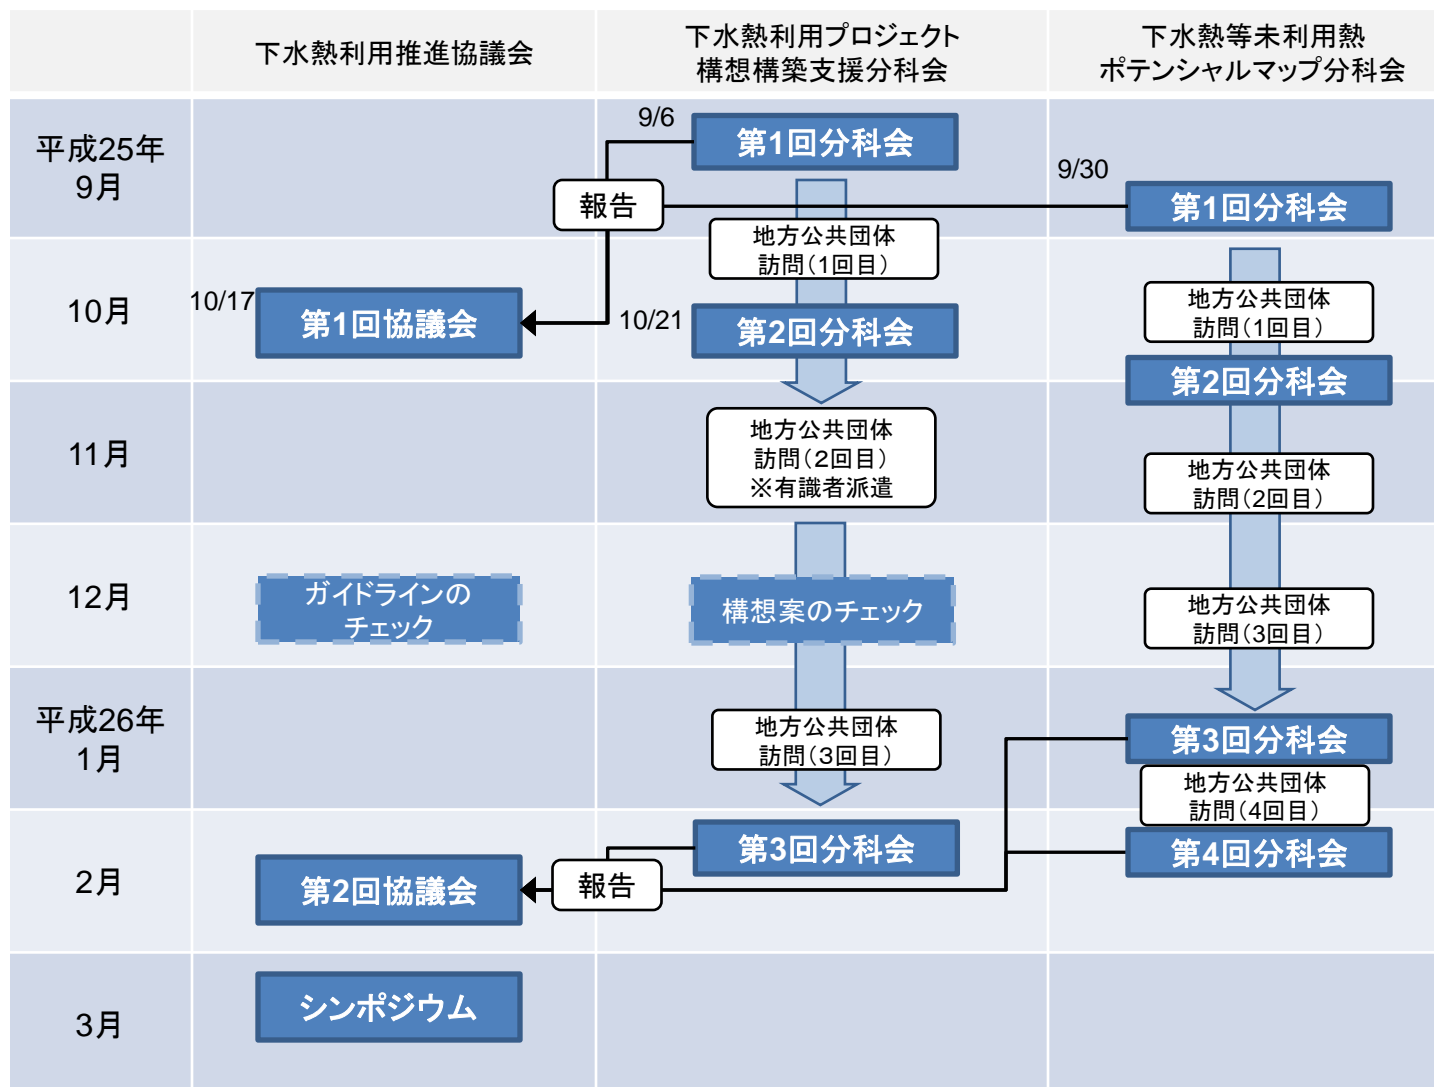 下水熱利用推進協議会
下水熱利用プロジェクト
構想構築支援分科会
下水熱等未利用熱
ポテンシャルマップ分科会
平成25年
9月
9/6
第1回分科会
9/30
第1回分科会
報告
地方公共団体
訪問(1回目)
10月
10/17
第1回協議会
10/21
第2回分科会
地方公共団体
訪問(1回目)
第2回分科会
11月
地方公共団体
訪問(2回目)
※有識者派遣
地方公共団体
訪問(2回目)
12月
ガイドラインの
チェック
構想案のチェック
地方公共団体
訪問(3回目)
平成26年
1月
地方公共団体
訪問(3回目)
第3回分科会
地方公共団体
訪問(4回目)
2月
第2回協議会
報告
第3回分科会
第4回分科会
3月
シンポジウム